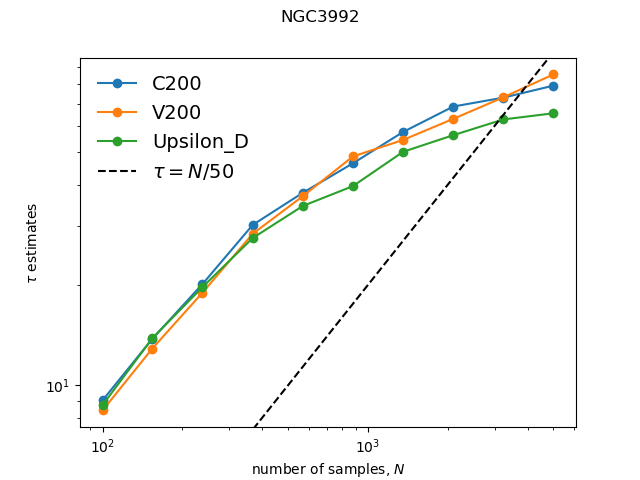 NGC3992
C200
V200
Upsilon_D
τ = N/50
τ estimates
10¹
10² 10³
number of samples, N